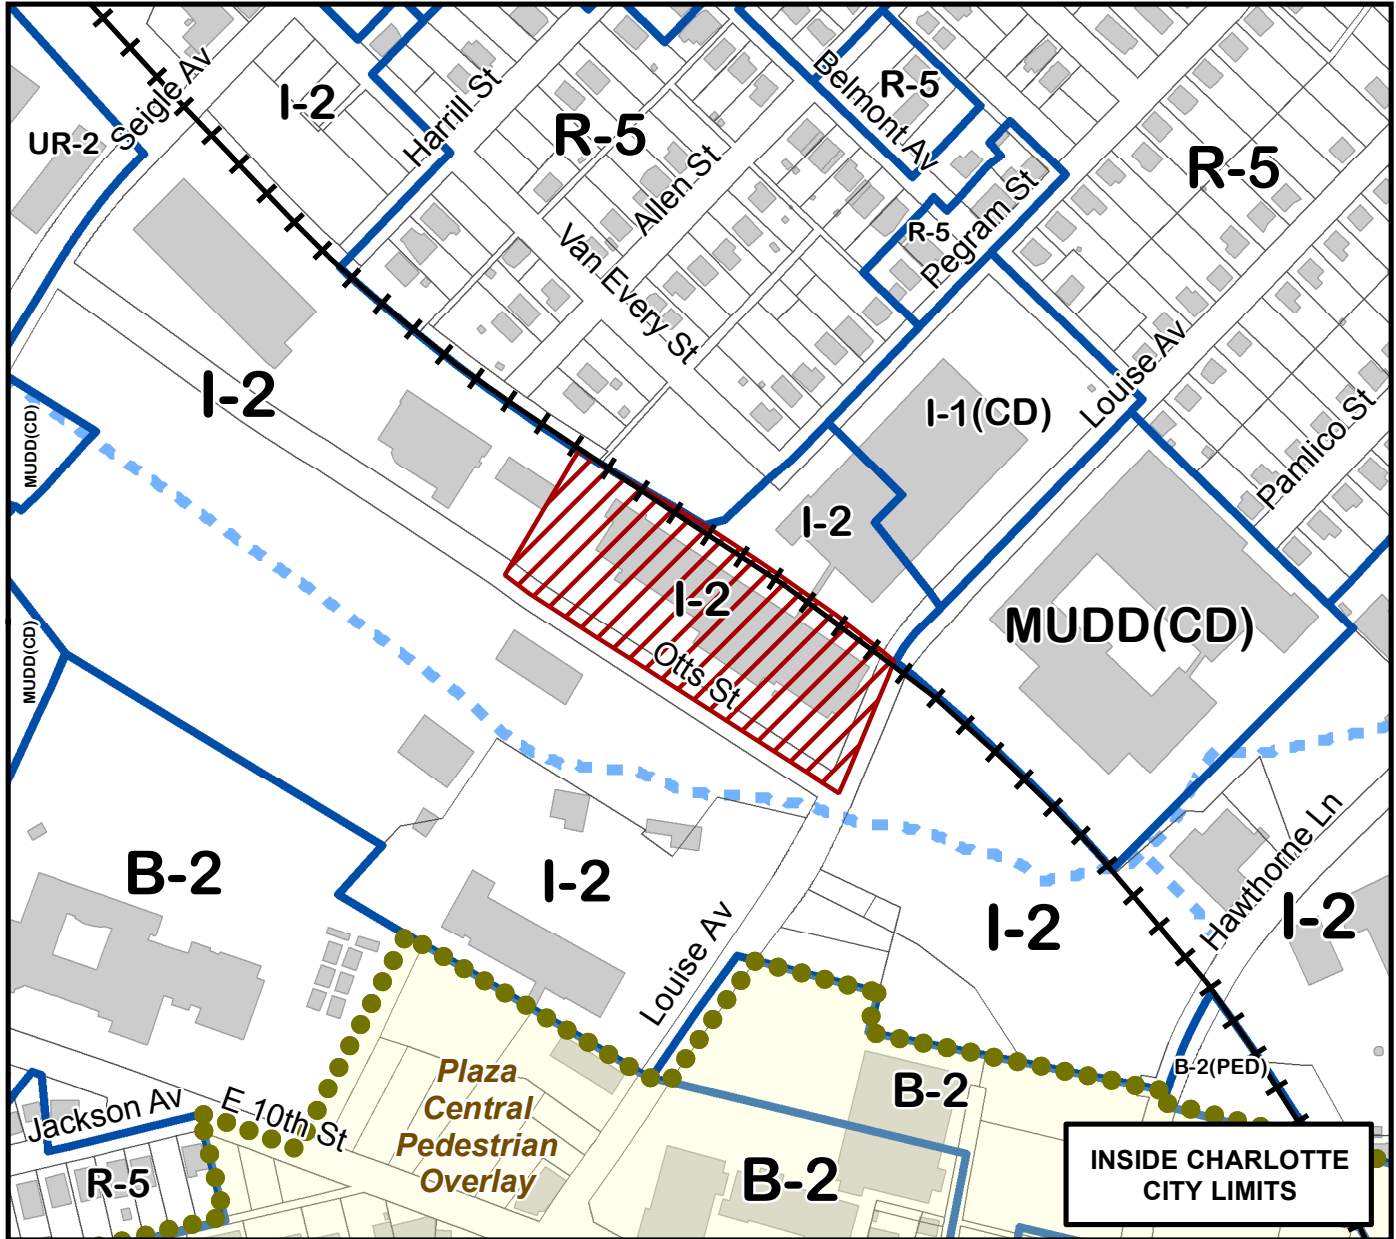 Seigle Av
I-2
Harrill St
R-5
Belmont Av
R-5
UR-2
Allen St
R-5
Van Every St
R-5
Pegram St
I-2
I-1(CD)
Louise Av
Pamlico St
MUDD(CD)
I-2
I-2
MUDD(CD)
MUDD(CD)
Otts St
B-2
I-2
Louise Av
I-2
Hawthorne Ln
I-2
B-2(PED)
Jackson Av
E 10th St
Plaza
Central
Pedestrian
Overlay
B-2
R-5
B-2
INSIDE CHARLOTTE
CITY LIMITS